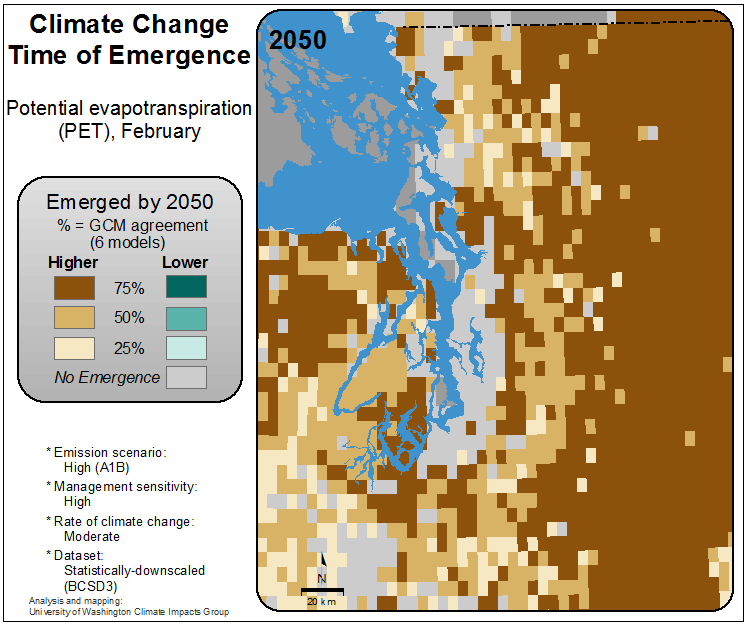 Climate Change
Time of Emergence
Potential evapotranspiration
(PET), February
Emerged by 2050
% = GCM agreement
(6 models)
Higher Lower
75%
50%
25%
No Emergence
* Emission scenario:
High (A1B)
* Management sensitivity:
High
* Rate of climate change:
Moderate
* Dataset:
Statistically-downscaled
(BCSD3)
Analysis and mapping:
University of Washington Climate Impacts Group
2050
N
20 km